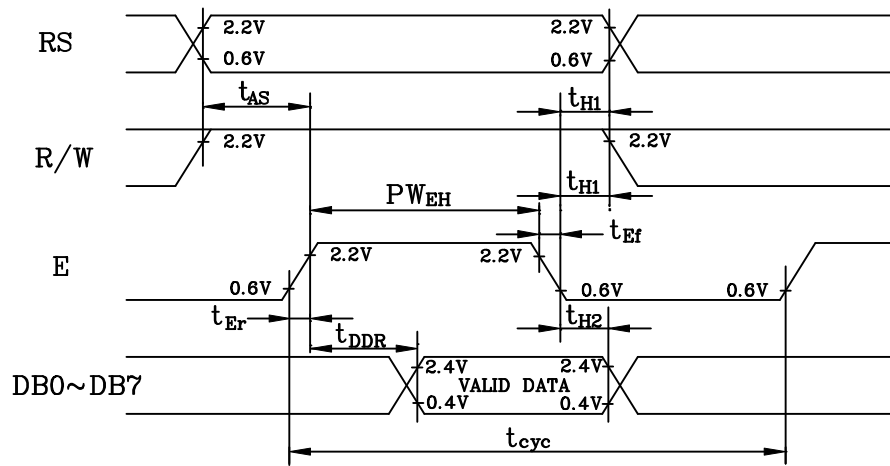 RS
2.2V
2.2V
0.6V
0.6V
tAS
tH1
R/W
2.2V
2.2V
tH1
PWEH
tEf
E
2.2V
2.2V
0.6V
0.6V
0.6V
tEr
tDDR
tH2
DB0~DB7
2.4V
VALID DATA
2.4V
0.4V
0.4V
tcyc